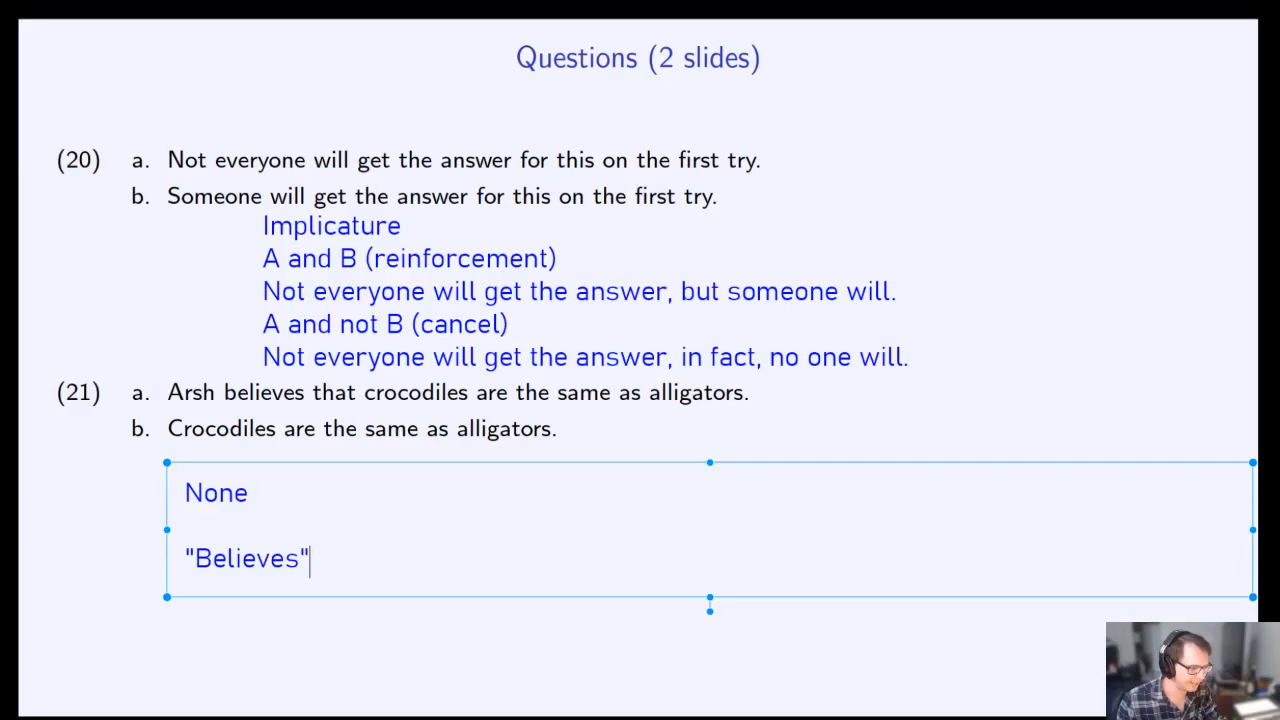 Questions (2 slides)
(20) a. Not everyone will get the answer for this on the first try.
b. Someone will get the answer for this on the first try.
Implicature
A and B (reinforcement)
Not everyone will get the answer, but someone will.
A and not B (cancel)
Not everyone will get the answer, in fact, no one will.
(21) a. Arsh believes that crocodiles are the same as alligators.
b. Crocodiles are the same as alligators.
None
"Believes"